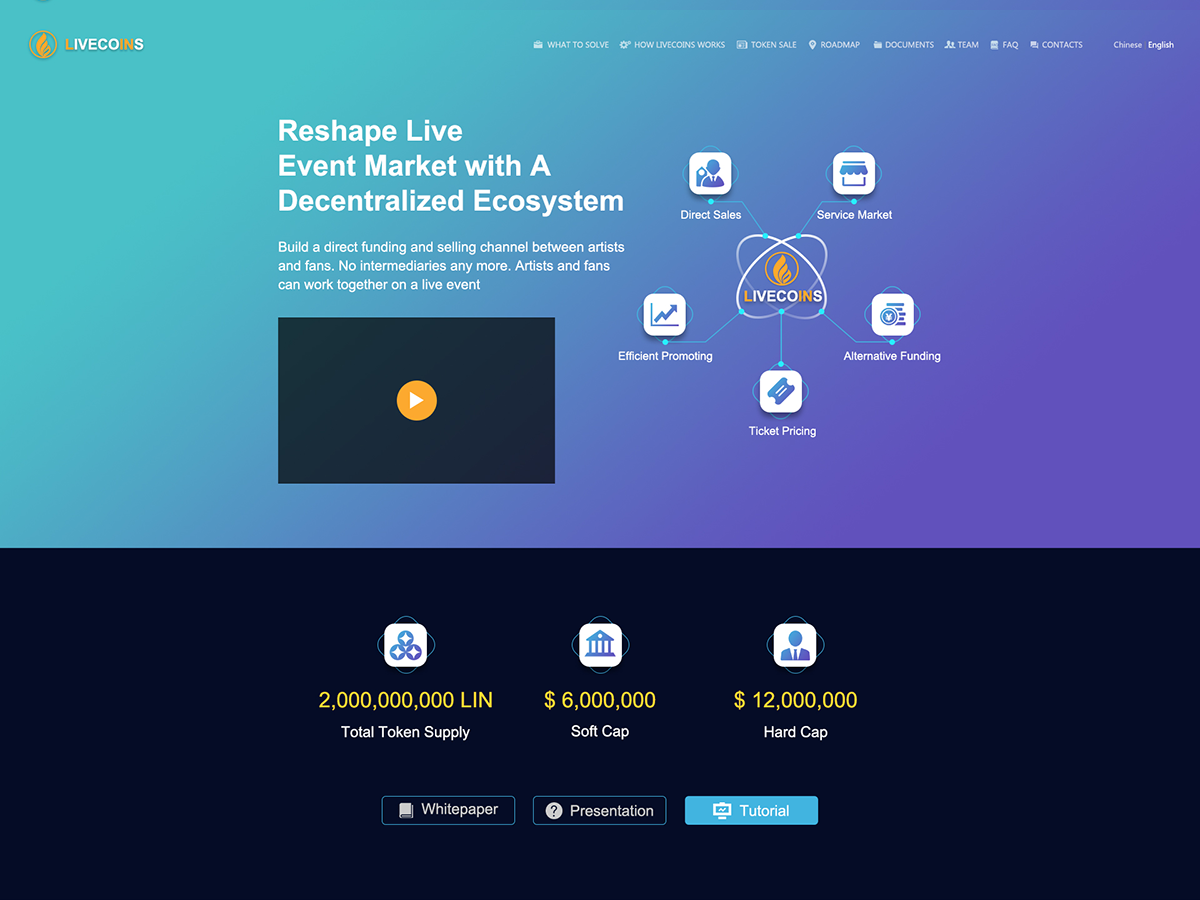 LIVECOINS
WHAT TO SOLVE
HOW LIVECOINS WORKS
TOKEN SALE
ROADMAP
DOCUMENTS
TEAM
FAQ
CONTACTS
Chinese | English
Reshape Live
Event Market with A
Decentralized Ecosystem
Build a direct funding and selling channel between artists
and fans. No intermediaries any more. Artists and fans
can work together on a live event
Direct Sales
Service Market
LIVECOINS
Efficient Promoting
¥
Alternative Funding
Ticket Pricing
2,000,000,000 LIN
Total Token Supply
$ 6,000,000
Soft Cap
$ 12,000,000
Hard Cap
Whitepaper
? Presentation
Tutorial